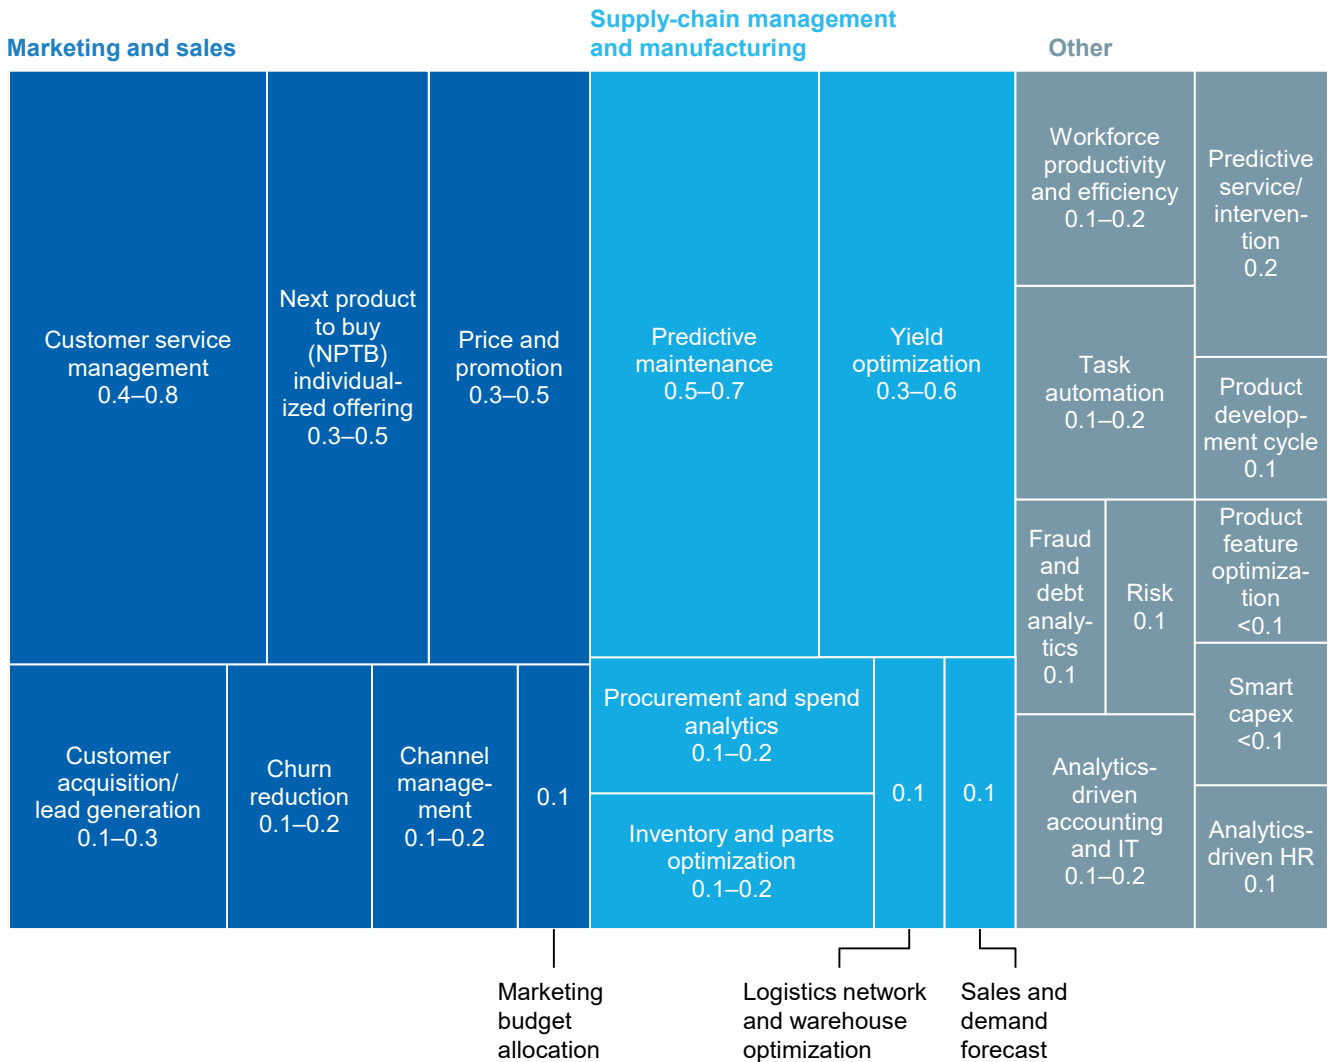 Marketing and sales
Supply-chain management
and manufacturing
Other
Customer service
management
0.4–0.8
Next product
to buy
(NPTB)
individual-
ized offering
0.3–0.5
Price and
promotion
0.3–0.5
Predictive
maintenance
0.5–0.7
Yield
optimization
0.3–0.6
Workforce
productivity
and efficiency
0.1–0.2
Predictive
service/
interven-
tion
0.2
Task
automation
0.1–0.2
Product
develop-
ment cycle
0.1
Fraud
and
debt
analy-
tics
0.1
Risk
0.1
Product
feature
optimiza-
tion
<0.1
Smart
capex
<0.1
Customer
acquisition/
lead generation
0.1–0.3
Churn
reduction
0.1–0.2
Channel
manage-
ment
0.1–0.2
0.1
Procurement and spend
analytics
0.1–0.2
Inventory and parts
optimization
0.1–0.2
0.1
0.1
Analytics-
driven
accounting
and IT
0.1–0.2
Analytics-
driven HR
0.1
Marketing
budget
allocation
Logistics network
and warehouse
optimization
Sales and
demand
forecast